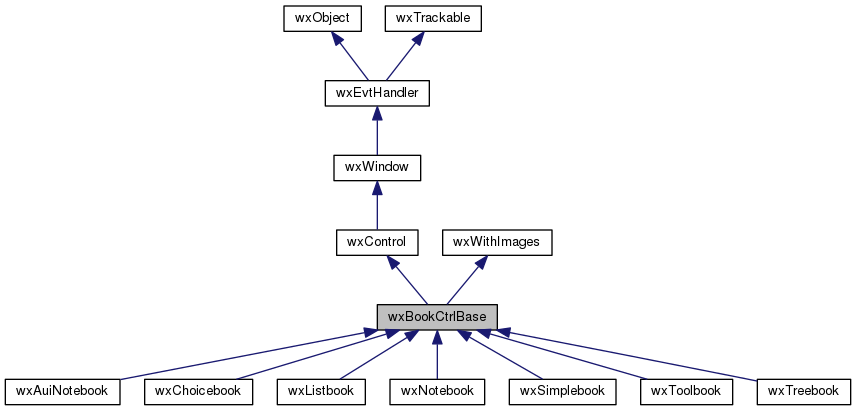 wxObject
wxTrackable
wxEvtHandler
wxWindow
wxControl
wxWithImages
wxBookCtrlBase
wxAuiNotebook
wxChoicebook
wxListbook
wxNotebook
wxSimplebook
wxToolbook
wxTreebook